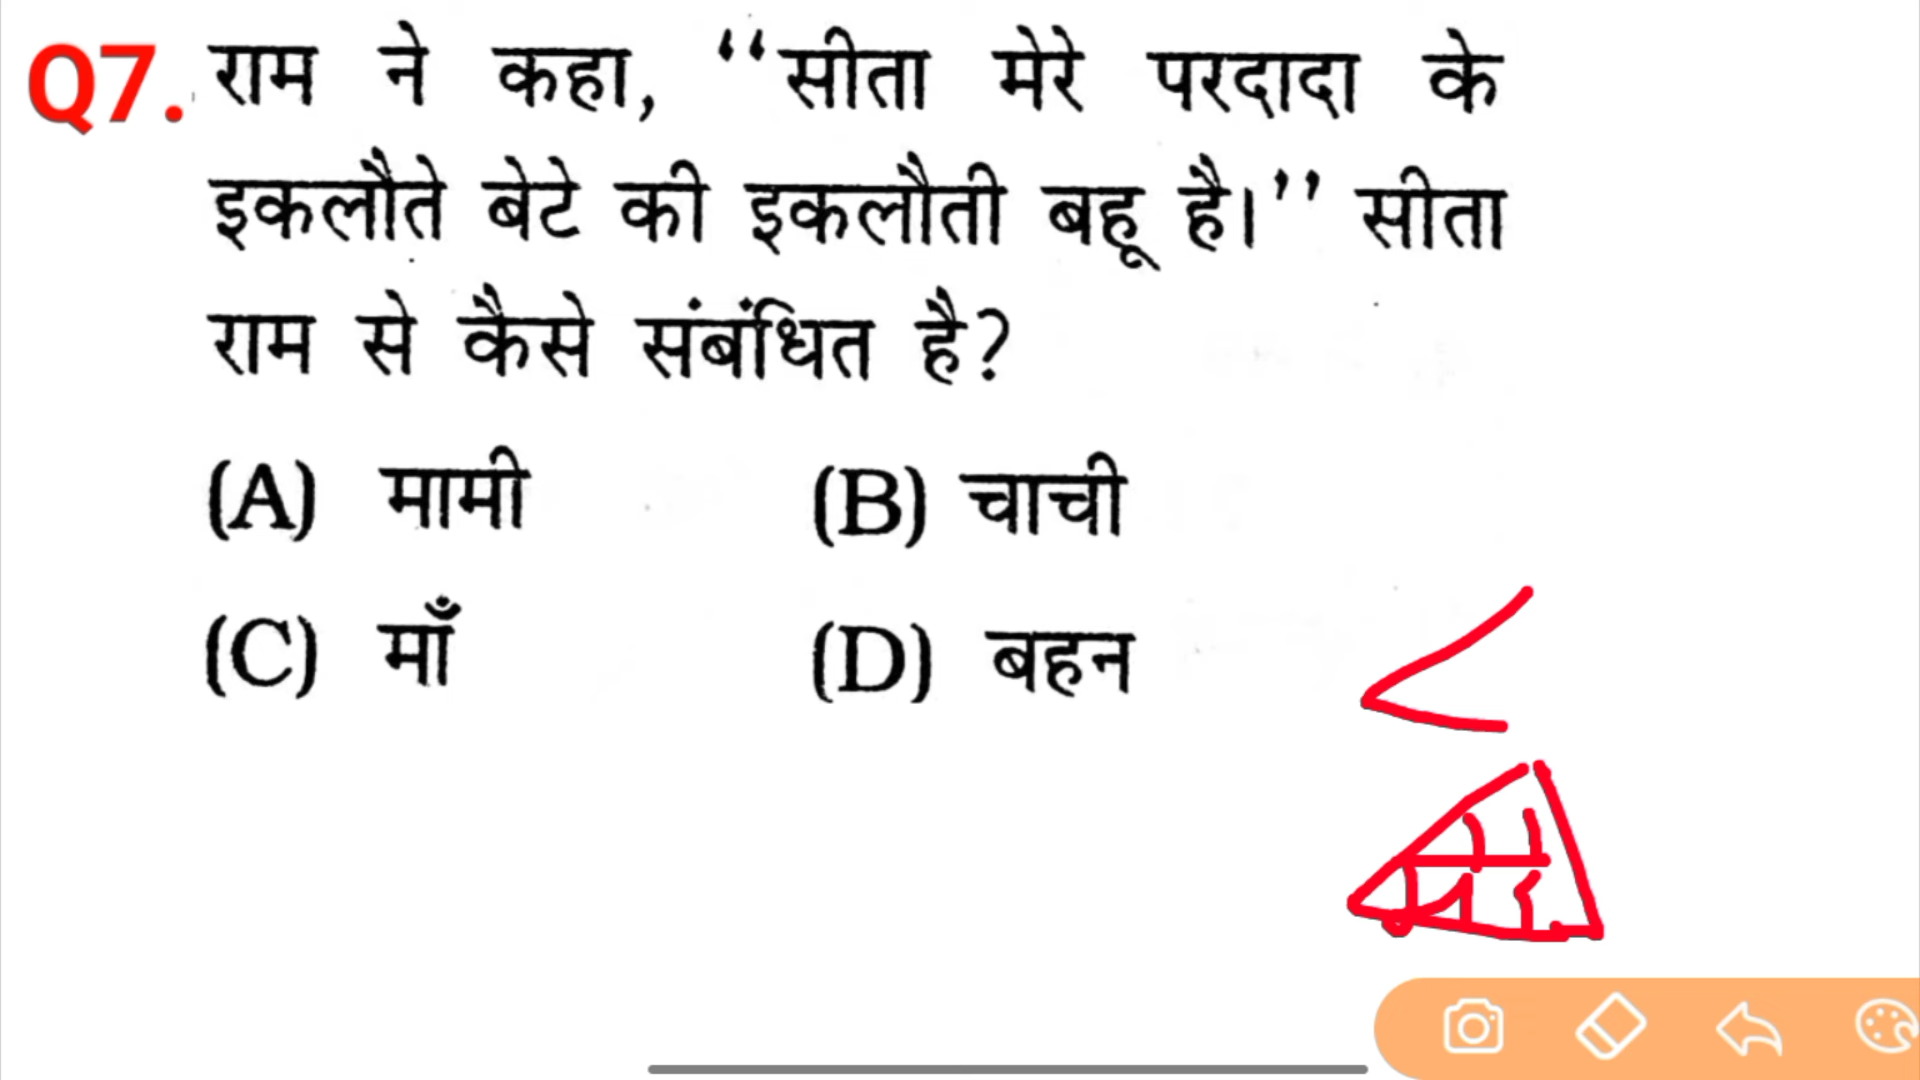 Q7. राम ने कहा, ‘‘सीता मेरे परदादा के
इकलौते बेटे की इकलौती बहू है।’’ सीता
राम से कैसे संबंधित है?
(A) मामी (B) चाची
(C) माँ (D) बहन